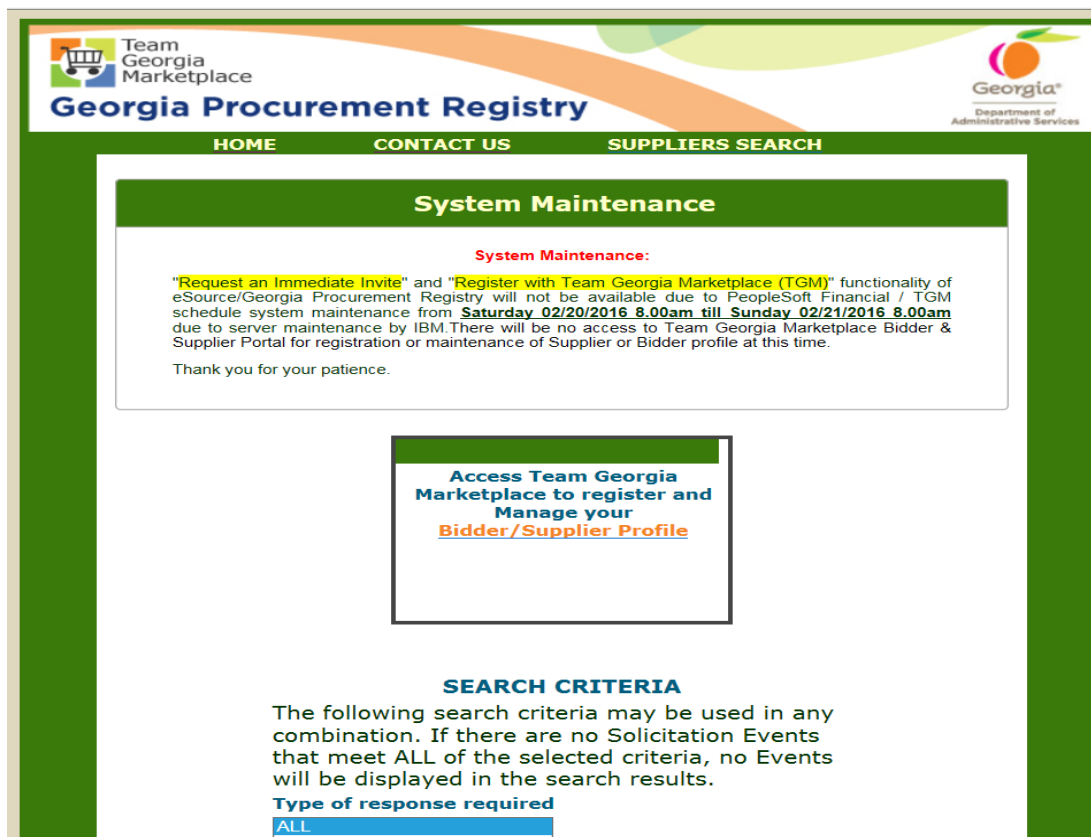 Team
Georgia
Marketplace
Georgia Procurement Registry
Georgia®
Department of
Administrative Services
HOME CONTACT US SUPPLIERS SEARCH
System Maintenance
System Maintenance:
"Request an Immediate Invite" and "Register with Team Georgia Marketplace (TGM)" functionality of
eSource/Georgia Procurement Registry will not be available due to PeopleSoft Financial / TGM
schedule system maintenance from Saturday 02/20/2016 8.00am till Sunday 02/21/2016 8.00am
due to server maintenance by IBM.There will be no access to Team Georgia Marketplace Bidder &
Supplier Portal for registration or maintenance of Supplier or Bidder profile at this time.
Thank you for your patience.
Access Team Georgia
Marketplace to register and
Manage your
Bidder/Supplier Profile
SEARCH CRITERIA
The following search criteria may be used in any
combination. If there are no Solicitation Events
that meet ALL of the selected criteria, no Events
will be displayed in the search results.
Type of response required
ALL